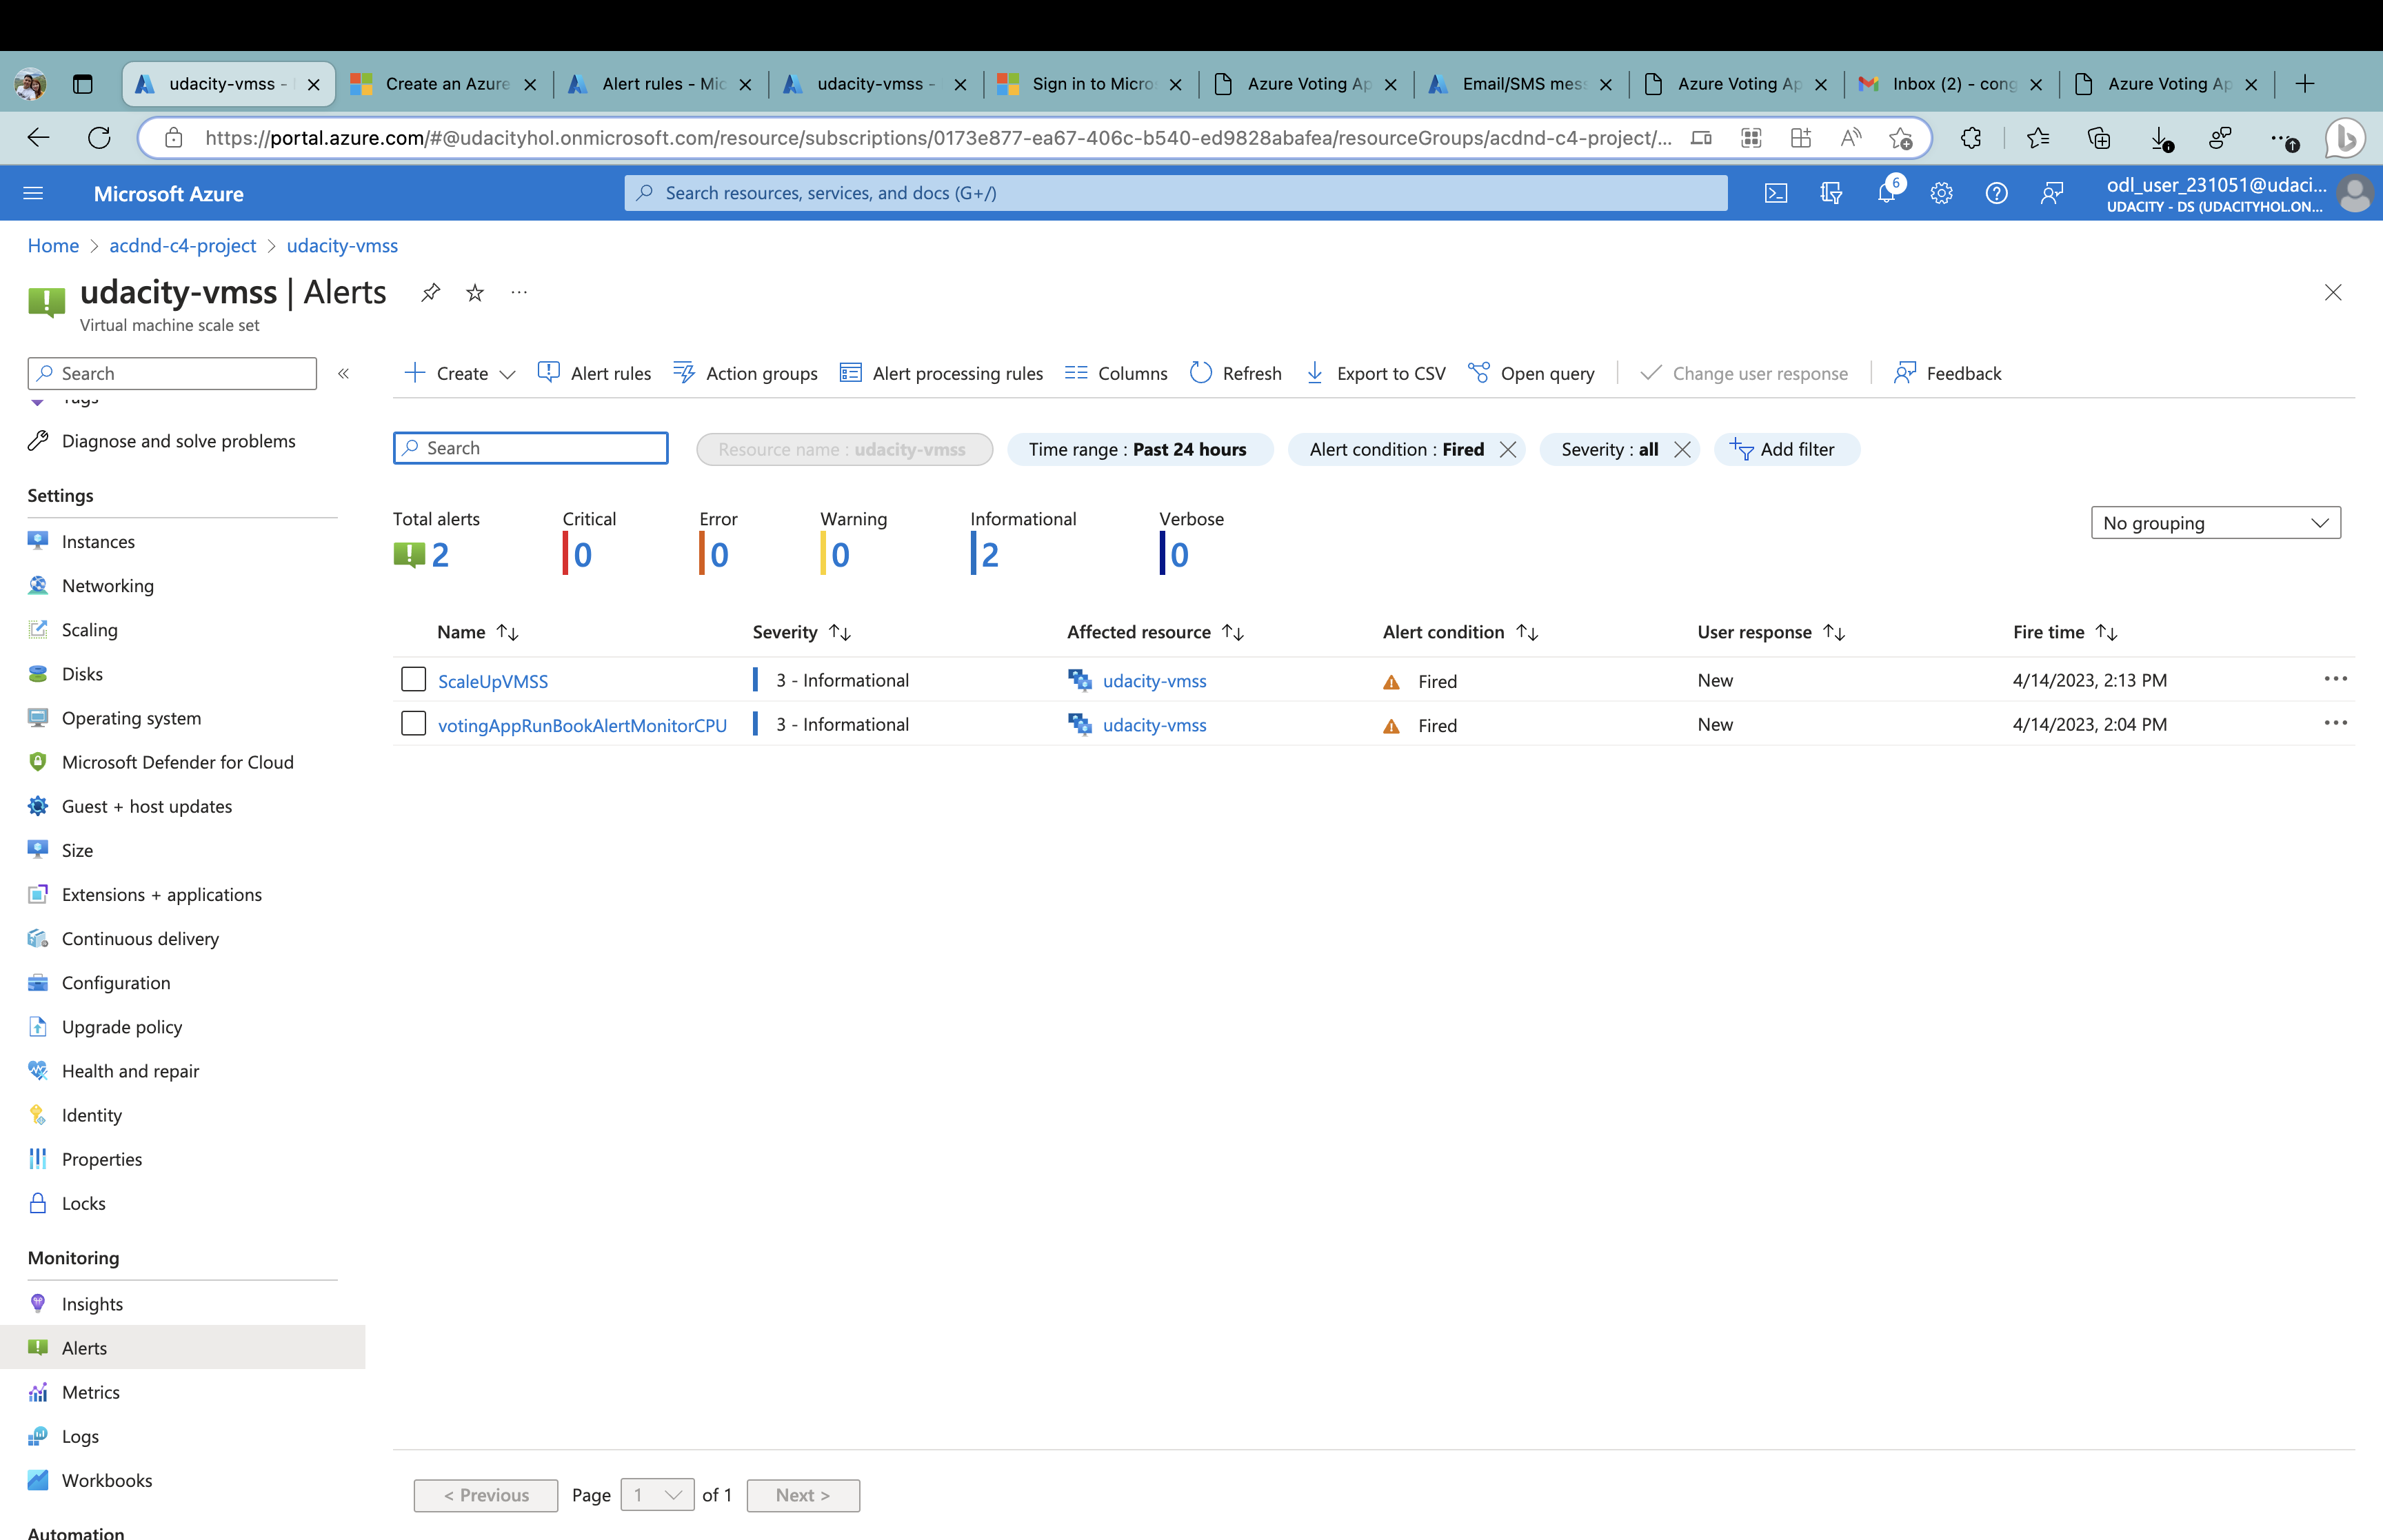 udacity-vmss -
Create an Azure
Alert rules - Mic
udacity-vmss -
Sign in to Micro
Azure Voting Ap
Email/SMS mess
Azure Voting Ap
Inbox (2) - cong
Azure Voting Ap
https://portal.azure.com/#@udacityhol.onmicrosoft.com/resource/subscriptions/0173e877-ea67-406c-b540-ed9828abafea/resourceGroups/acdnd-c4-project/...
Microsoft Azure
Search resources, services, and docs (G+/)
6
odl_user_231051@udaci...
UDACITY - DS (UDACITYHOL.ON...
Home > acdnd-c4-project > udacity-vmss
udacity-vmss | Alerts
Virtual machine scale set
Search
Create
Alert rules
Action groups
Alert processing rules
Columns
Refresh
Export to CSV
Open query
Change user response
Feedback
Tags
Diagnose and solve problems
Settings
Instances
Networking
Scaling
Disks
Operating system
Microsoft Defender for Cloud
Guest + host updates
Size
Extensions + applications
Continuous delivery
Configuration
Upgrade policy
Health and repair
Identity
Properties
Locks
Monitoring
Insights
Alerts
Metrics
Logs
Workbooks
Automation
Search
Resource name : udacity-vmss
Time range : Past 24 hours
Alert condition : Fired
Severity : all
Add filter
Total alerts
2
Critical
0
Error
0
Warning
0
Informational
2
Verbose
0
No grouping
Name Severity Affected resource Alert condition User response Fire time
ScaleUpVMSS 3 - Informational udacity-vmss Fired New 4/14/2023, 2:13 PM
votingAppRunBookAlertMonitorCPU 3 - Informational udacity-vmss Fired New 4/14/2023, 2:04 PM
< Previous Page 1 of 1 Next >